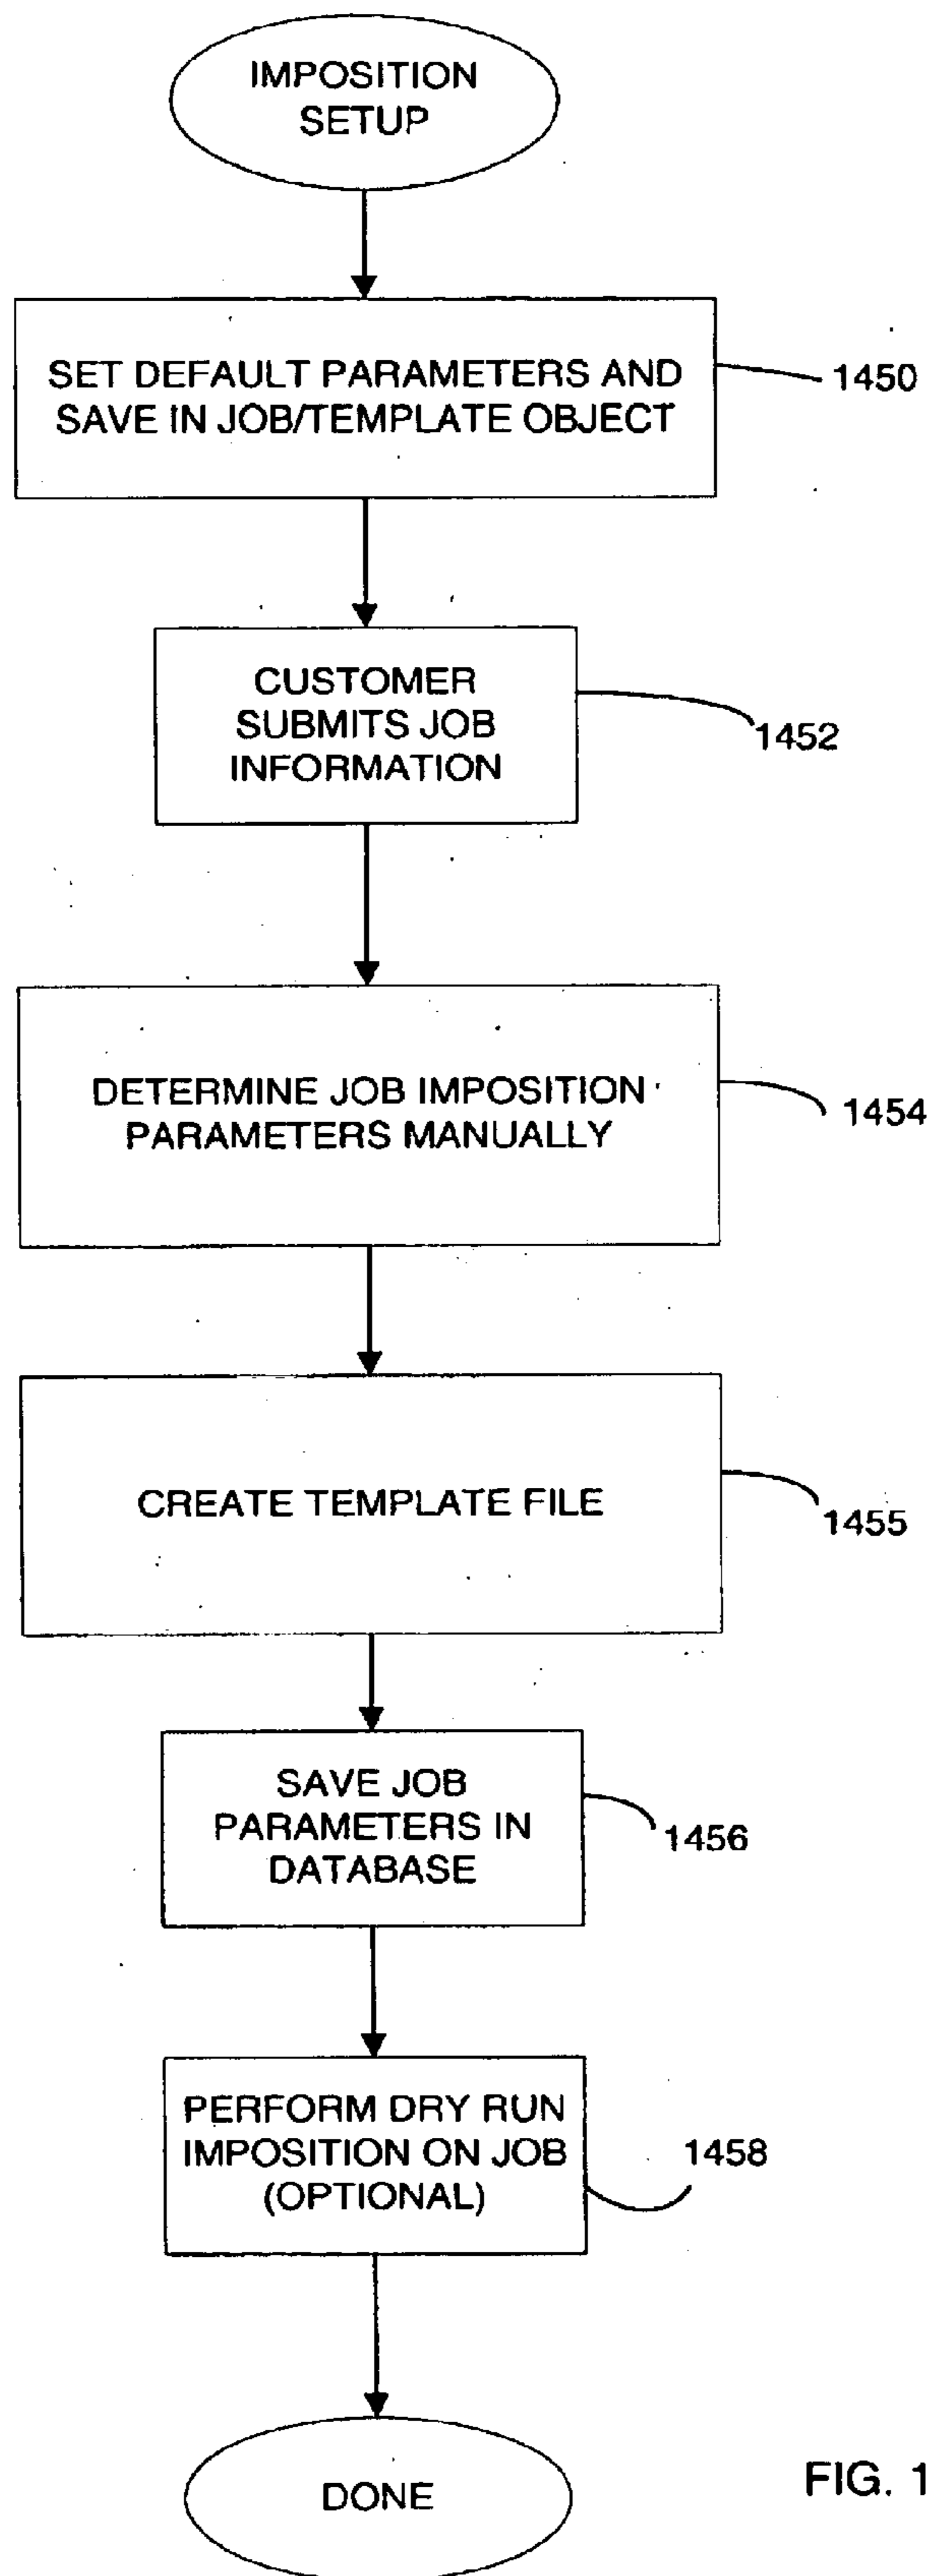 IMPOSITION
SETUP
SET DEFAULT PARAMETERS AND
SAVE IN JOB/TEMPLATE OBJECT
1450
CUSTOMER
SUBMITS JOB
INFORMATION
1452
DETERMINE JOB IMPOSITION
PARAMETERS MANUALLY
1454
CREATE TEMPLATE FILE
1455
SAVE JOB
PARAMETERS IN
DATABASE
1456
PERFORM DRY RUN
IMPOSITION ON JOB
(OPTIONAL)
1458
DONE
FIG. 1